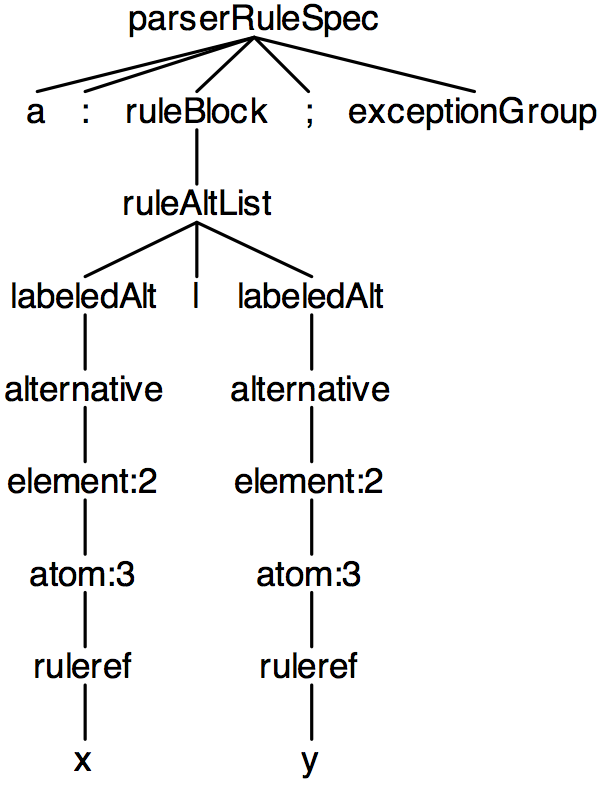 parserRuleSpec
a : ruleBlock ; exceptionGroup
ruleAltList
labeledAlt | labeledAlt
alternative alternative
element:2 element:2
atom:3 atom:3
ruleref ruleref
x y